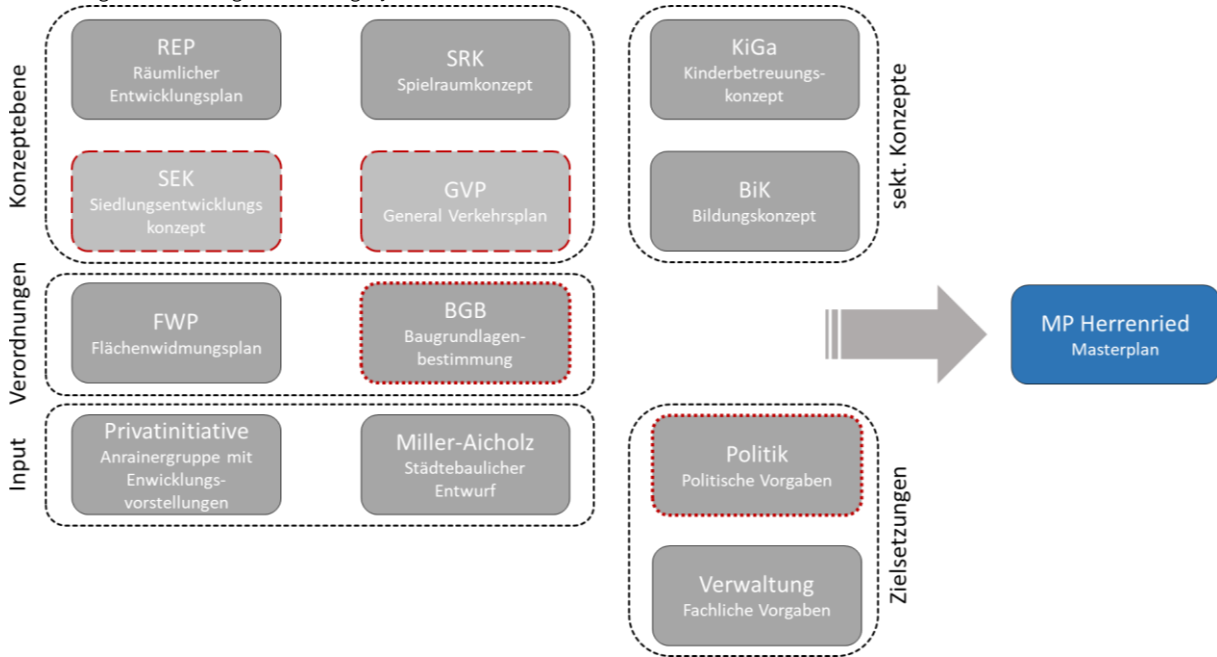 Konzeptebene
REP
Räumlicher
Entwicklungsplan
SRK
Spielraumkonzept
SEK
Siedlungsentwicklungs
konzept
GVP
General Verkehrsplan
KiGa
Kinderbetreuungs-
konzept
BiK
Bildungskonzept
sekt. Konzepte
Verordnungen
FWP
Flächenwidmungsplan
BGB
Baugrundlagen-
bestimmung
MP Herrenried
Masterplan
Input
Privatinitiative
Anrainergruppe mit
Enwicklungs-
vorstellungen
Miller-Aicholz
Städtebaulicher
Entwurf
Politik
Politische Vorgaben
Verwaltung
Fachliche Vorgaben
Zielsetzungen